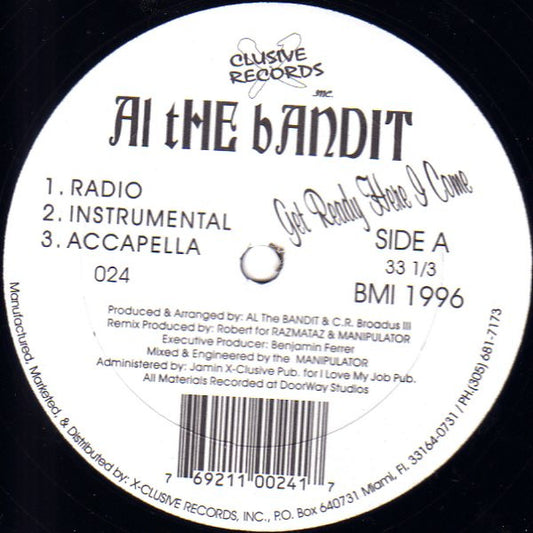 X
CLUSIVE
RECORDS
inc.
Al tHE bANDIT
Get Ready Here I Come
1. RADIO
2. INSTRUMENTAL
3. ACCAPELLA
024
SIDE A
33 1/3
BMI 1996
Produced & Arranged by: AL The BANDIT & C.R. Broadus III
Remix Produced by: Robert for RAZMATAZ & MANIPULATOR
Executive Producer: Benjamin Ferrer
Mixed & Engineered by the MANIPULATOR
Administered by: Jamin X-Clusive Pub. for I Love My Job Pub.
All Materials Recorded at DoorWay Studios
7 69211 00241 7
Manufactured, Marketed, & Distributed by: X-CLUSIVE RECORDS, INC., P.O. Box 640731 Miami, Fl. 33164-0731 / PH.(305) 681-7173